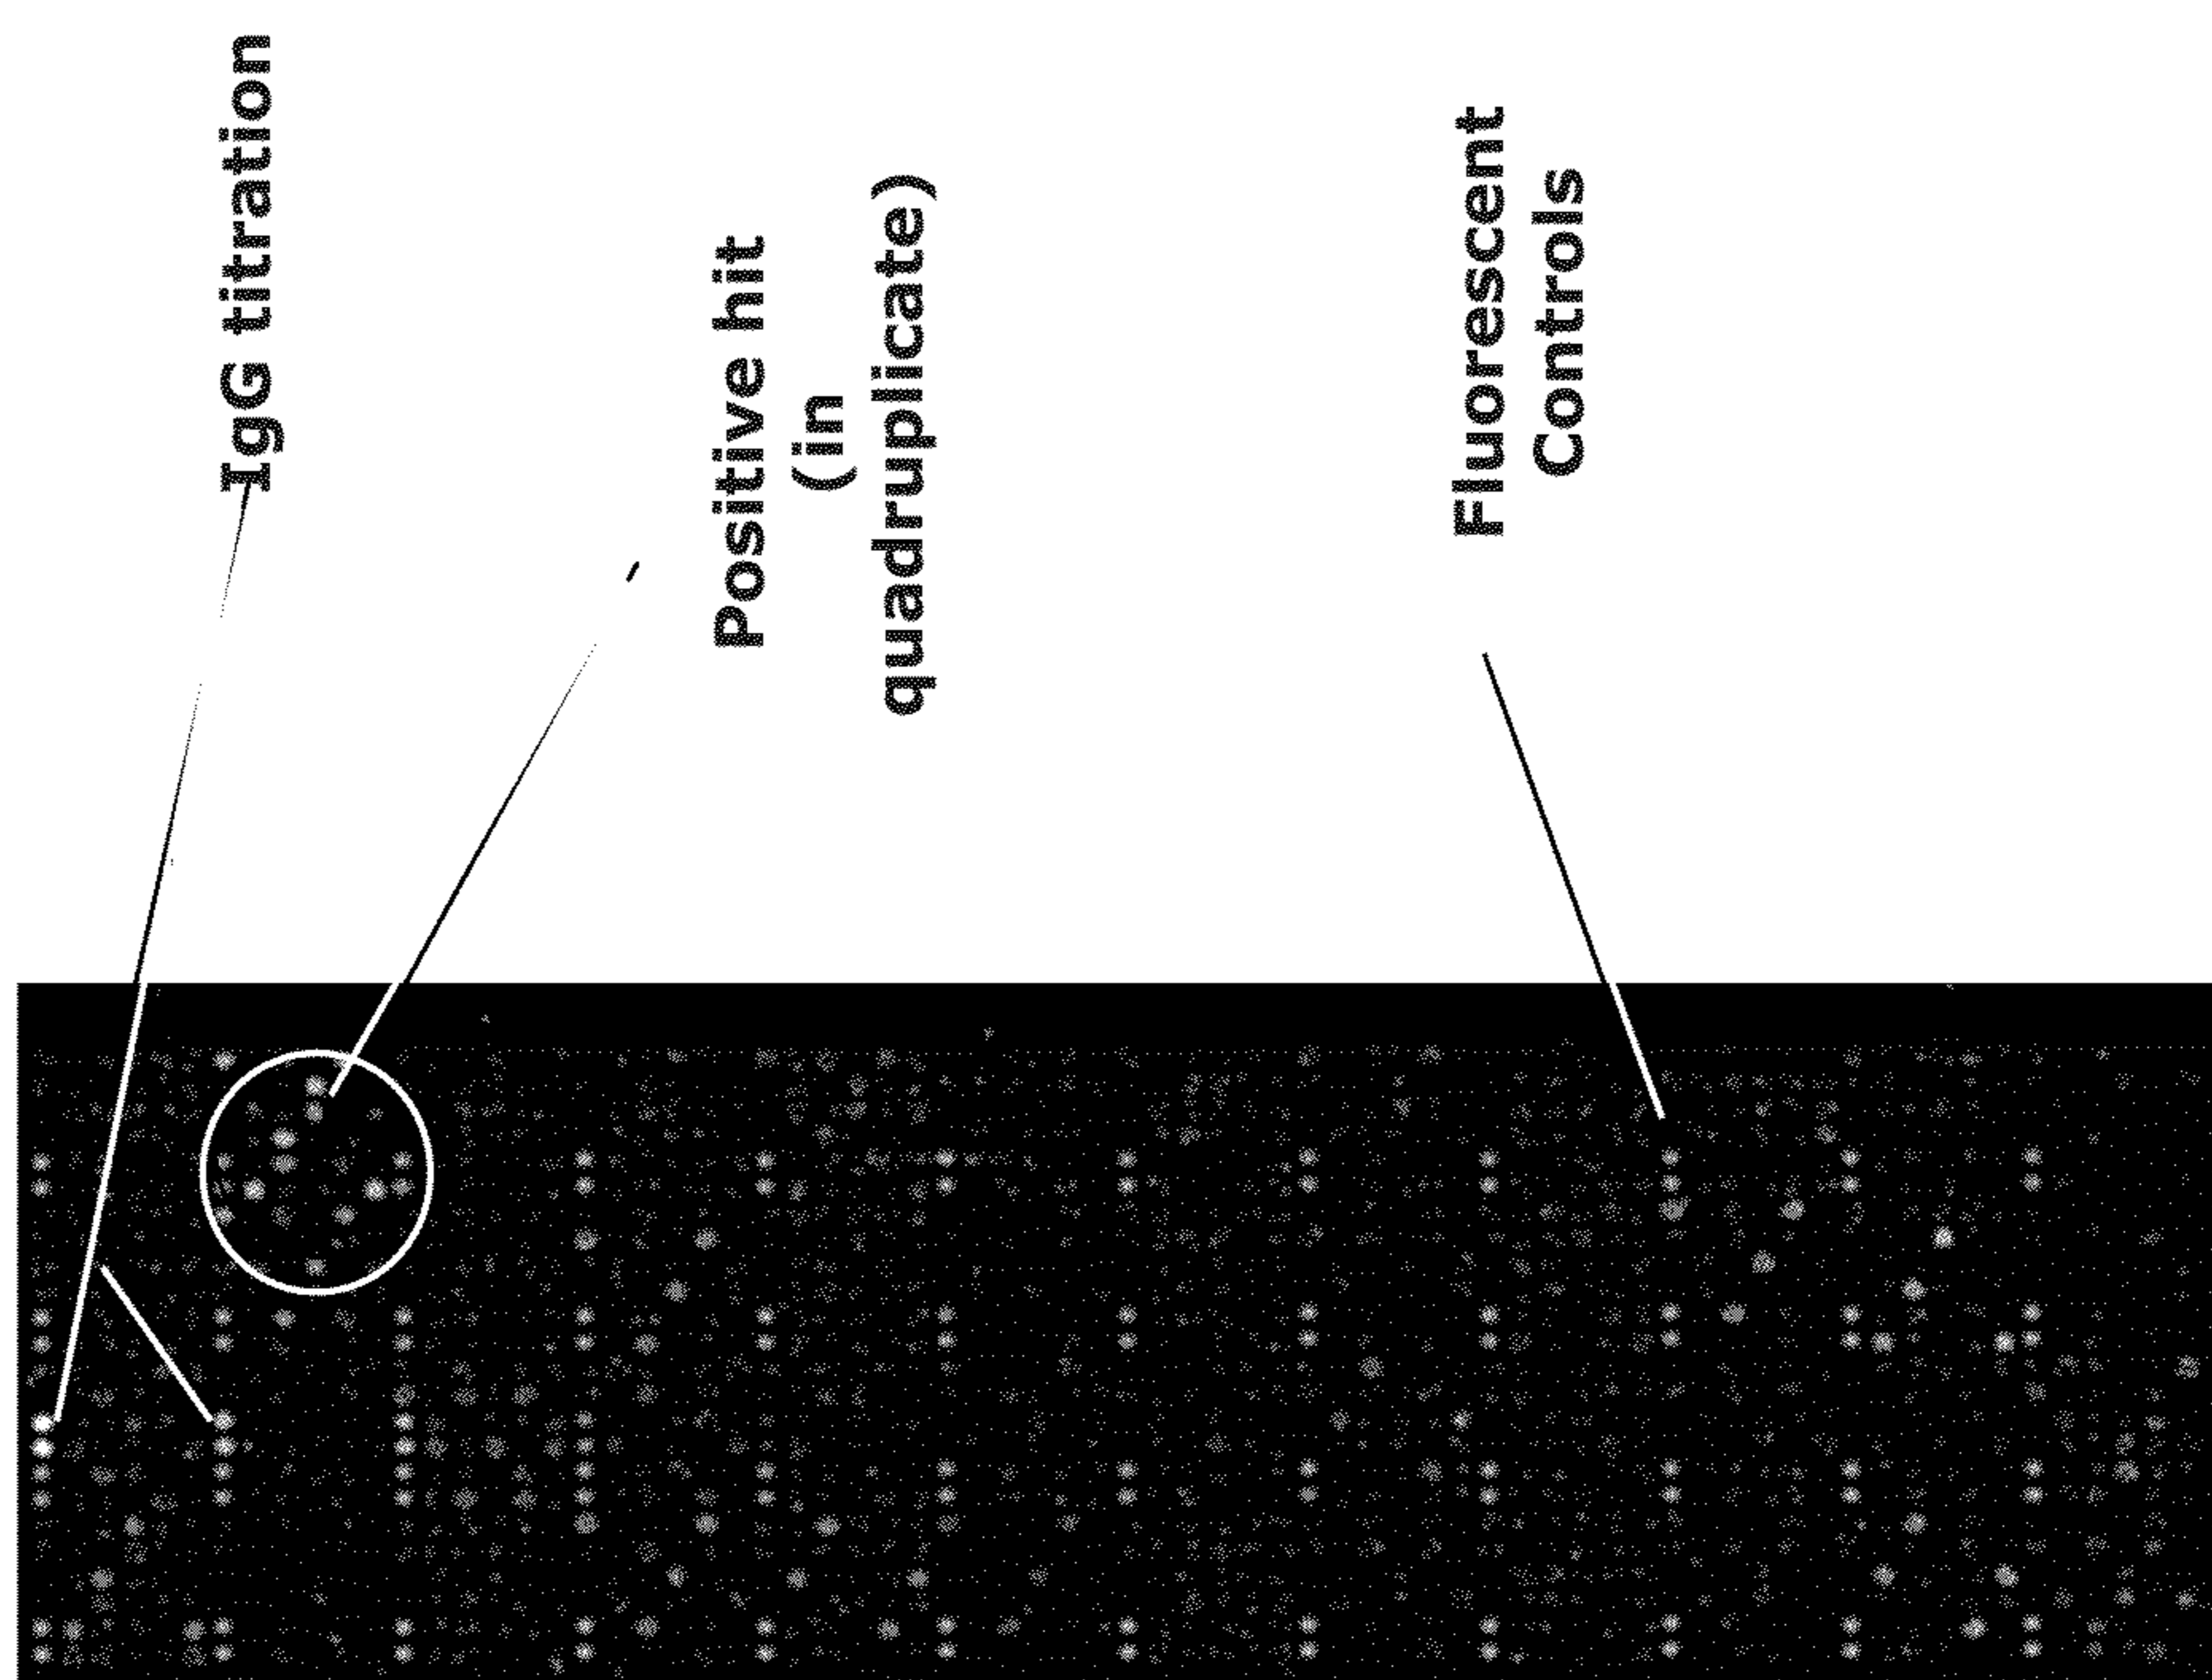 IgG titration
Positive hit
(in
quadruplicate)
Fluorescent
Controls